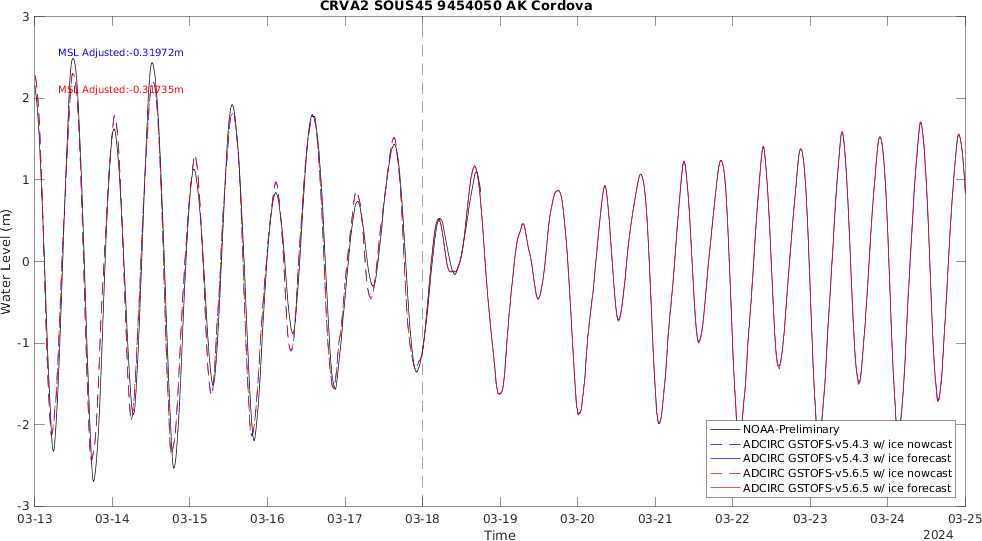 CRVA2 SOUS45 9454050 AK Cordova
MSL Adjusted:-0.31972m
MSL Adjusted:-0.31735m
Water Level (m)
3
2
1
0
-1
-2
-3
NOAA-Preliminary
ADCIRC GSTOFS-v5.4.3 w/ ice nowcast
ADCIRC GSTOFS-v5.4.3 w/ ice forecast
ADCIRC GSTOFS-v5.6.5 w/ ice nowcast
ADCIRC GSTOFS-v5.6.5 w/ ice forecast
03-13 03-14 03-15 03-16 03-17 03-18 03-19 03-20 03-21 03-22 03-23 03-24 03-25
Time
2024